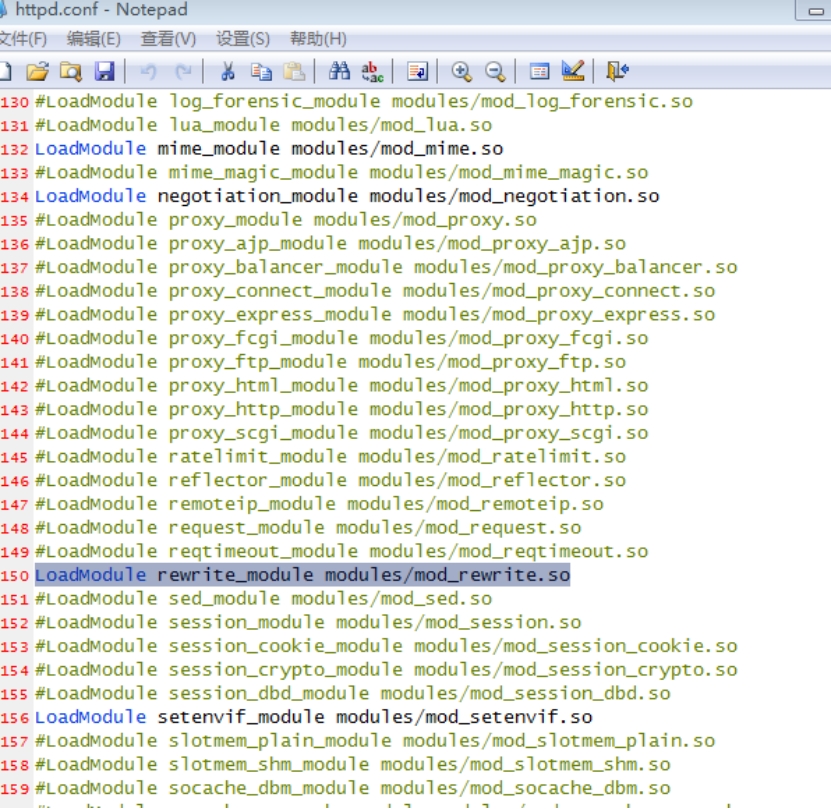 httpd.conf - Notepad
文件(F) 编辑(E) 查看(V) 设置(S) 帮助(H)
130 #LoadModule log_forensic_module modules/mod_log_forensic.so
131 #LoadModule lua_module modules/mod_lua.so
132 LoadModule mime_module modules/mod_mime.so
133 #LoadModule mime_magic_module modules/mod_mime_magic.so
134 LoadModule negotiation_module modules/mod_negotiation.so
135 #LoadModule proxy_module modules/mod_proxy.so
136 #LoadModule proxy_ajp_module modules/mod_proxy_ajp.so
137 #LoadModule proxy_balancer_module modules/mod_proxy_balancer.so
138 #LoadModule proxy_connect_module modules/mod_proxy_connect.so
139 #LoadModule proxy_express_module modules/mod_proxy_express.so
140 #LoadModule proxy_fcgi_module modules/mod_proxy_fcgi.so
141 #LoadModule proxy_ftp_module modules/mod_proxy_ftp.so
142 #LoadModule proxy_html_module modules/mod_proxy_html.so
143 #LoadModule proxy_http_module modules/mod_proxy_http.so
144 #LoadModule proxy_scgi_module modules/mod_proxy_scgi.so
145 #LoadModule ratelimit_module modules/mod_ratelimit.so
146 #LoadModule reflector_module modules/mod_reflector.so
147 #LoadModule remoteip_module modules/mod_remoteip.so
148 #LoadModule request_module modules/mod_request.so
149 #LoadModule reqtimeout_module modules/mod_reqtimeout.so
150 LoadModule rewrite_module modules/mod_rewrite.so
151 #LoadModule sed_module modules/mod_sed.so
152 #LoadModule session_module modules/mod_session.so
153 #LoadModule session_cookie_module modules/mod_session_cookie.so
154 #LoadModule session_crypto_module modules/mod_session_crypto.so
155 #LoadModule session_dbd_module modules/mod_session_dbd.so
156 LoadModule setenvif_module modules/mod_setenvif.so
157 #LoadModule slotmem_plain_module modules/mod_slotmem_plain.so
158 #LoadModule slotmem_shm_module modules/mod_slotmem_shm.so
159 #LoadModule socache_dbm_module modules/mod_socache_dbm.so